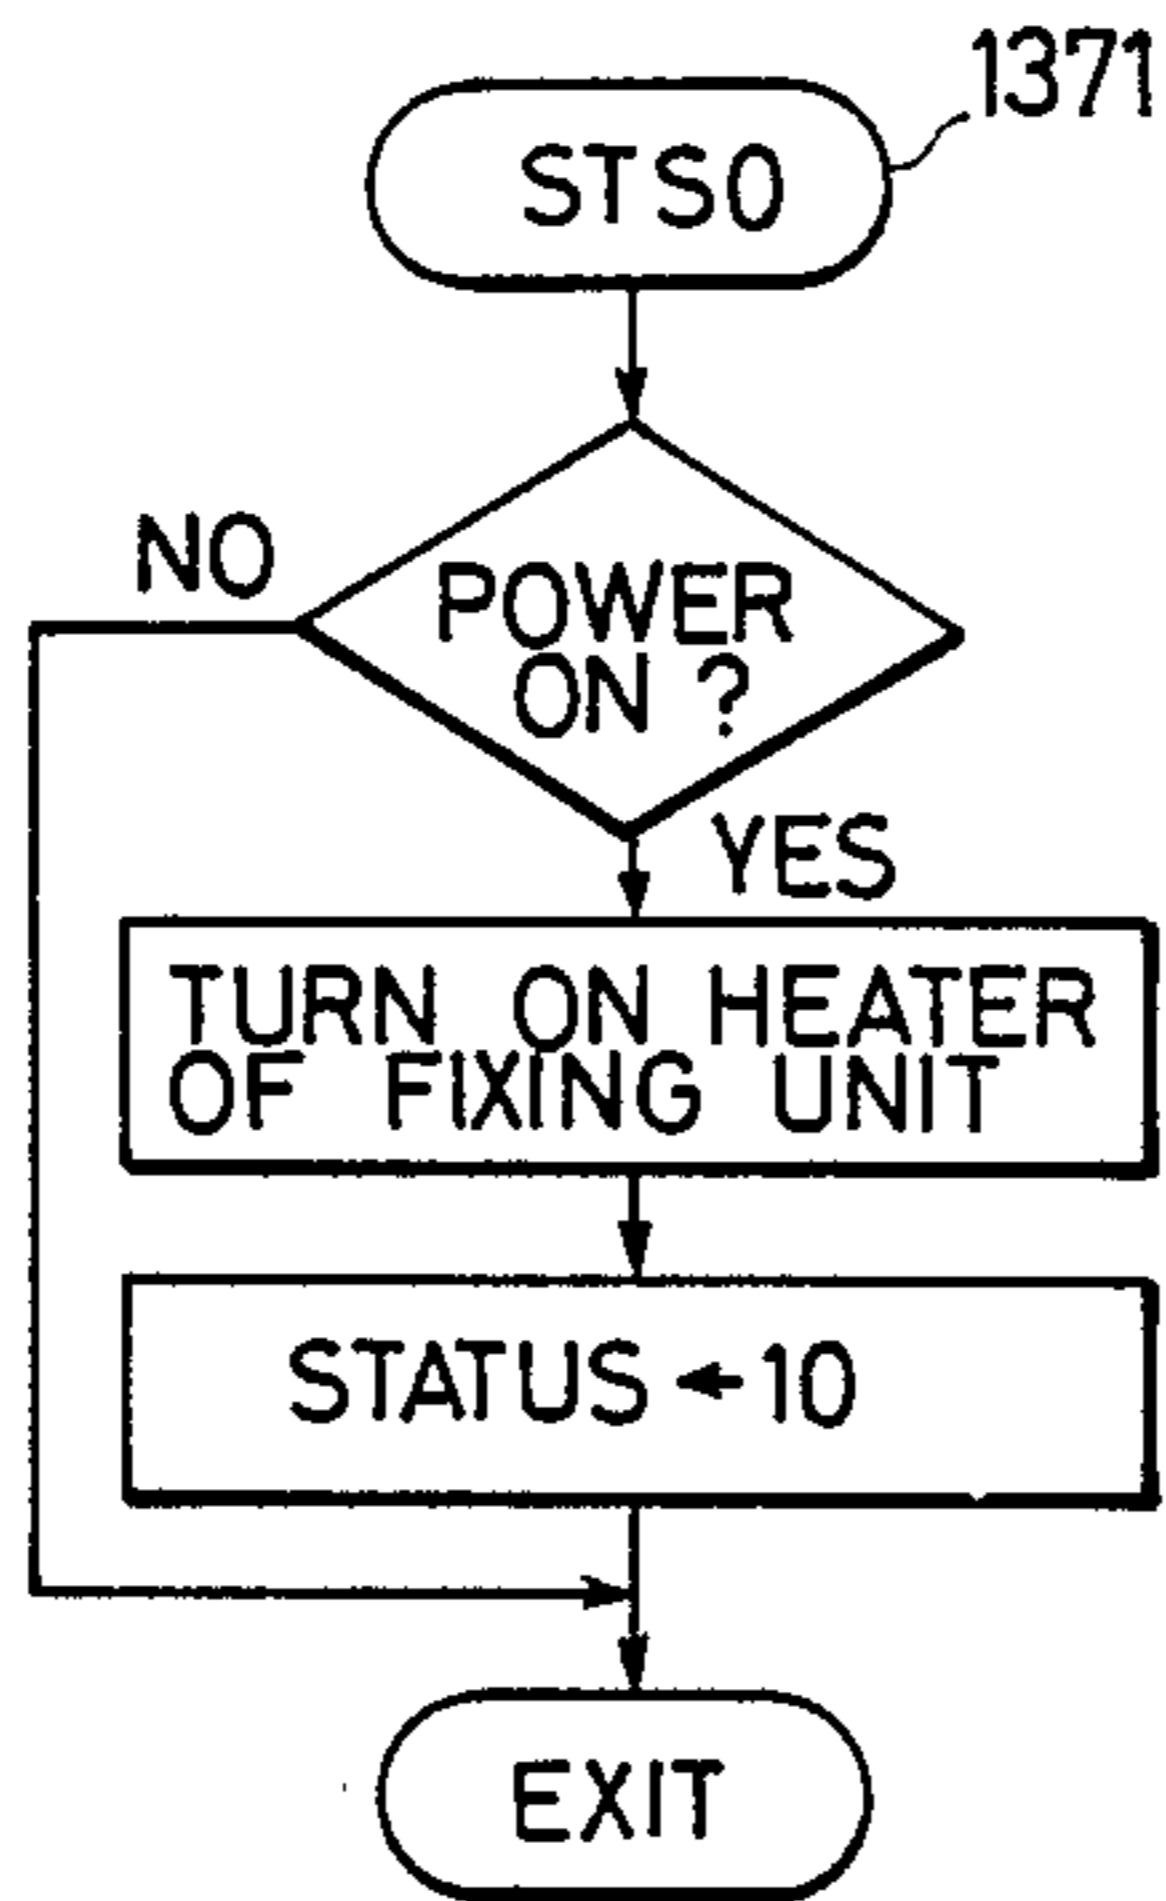 1371
STS0
NO
POWER
ON ?
YES
TURN ON HEATER
OF FIXING UNIT
STATUS ← 10
EXIT